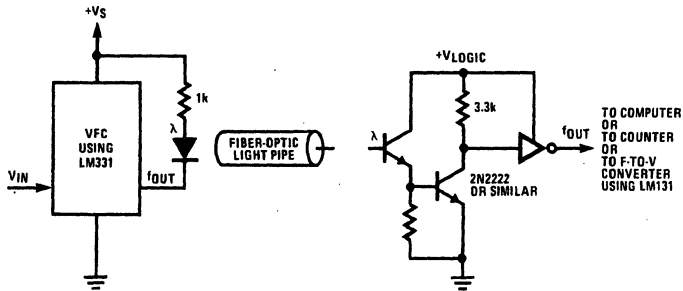 +VS
1k
λ
VFC
USING
LM331
VIN
fOUT
FIBER-OPTIC
LIGHT PIPE
+VLOGIC
3.3k
λ
2N2222
OR SIMILAR
fOUT
TO COMPUTER
OR
TO COUNTER
OR
TO F-TO-V
CONVERTER
USING LM131